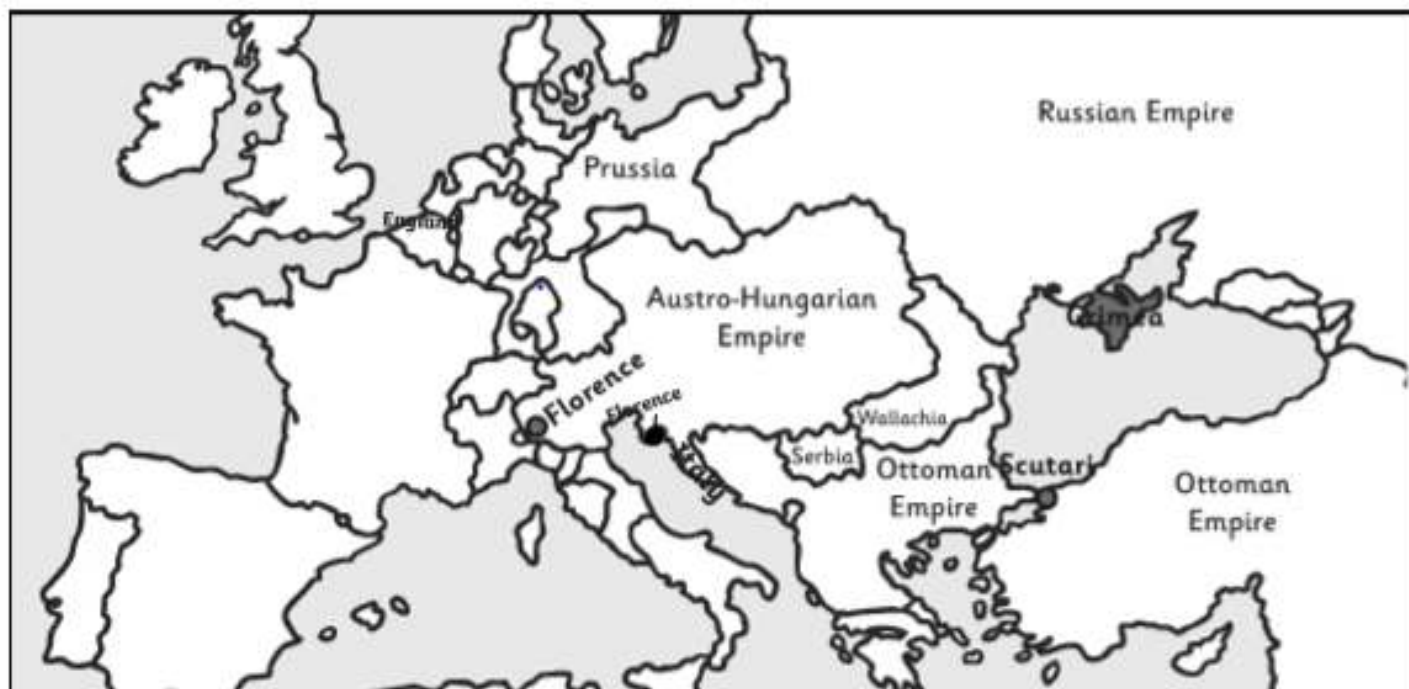 Russian Empire
Prussia
England
Austro-Hungarian
Empire
Crimea
Florence
Florence
Wallachia
Italy
Serbia
Ottoman
Empire
Scutari
Ottoman
Empire